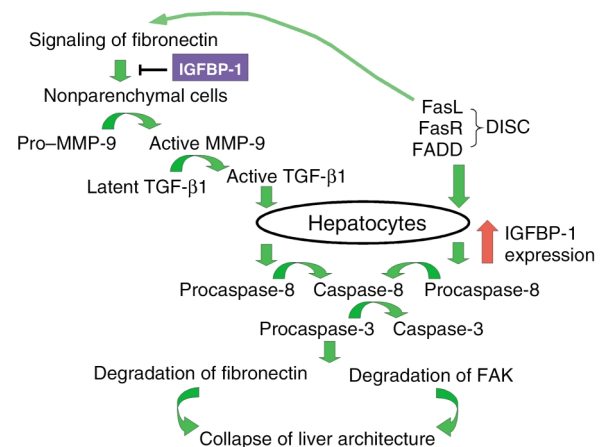 Signaling of fibronectin
IGFBP-1
Nonparenchymal cells
Pro–MMP-9 Active MMP-9
Latent TGF-β1 Active TGF-β1
FasL
FasR
FADD
DISC
Hepatocytes
IGFBP-1
expression
Procaspase-8 Caspase-8 Procaspase-8
Procaspase-3 Caspase-3
Degradation of fibronectin Degradation of FAK
Collapse of liver architecture